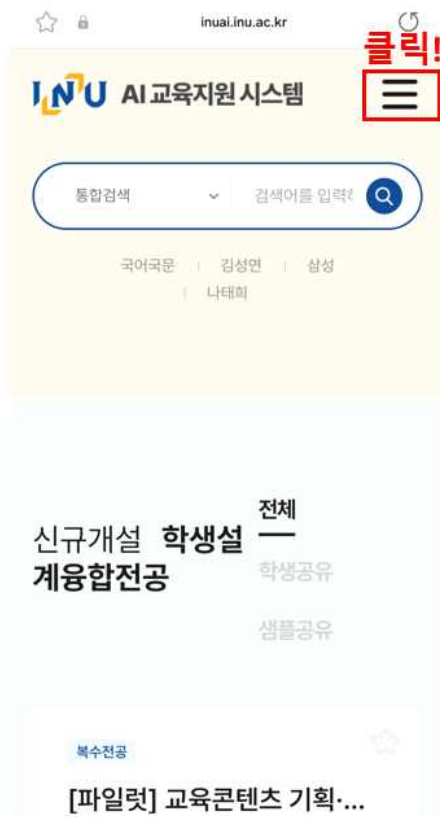 inuai.inu.ac.kr
클릭!
INU AI 교육지원 시스템
통합검색 검색어를 입력
국어국문 | 김성연 | 삼성
| 나태희
전체
신규개설 학생설
계융합전공
학생공유
샘플공유
복수전공
[파일럿] 교육콘텐츠 기획·...